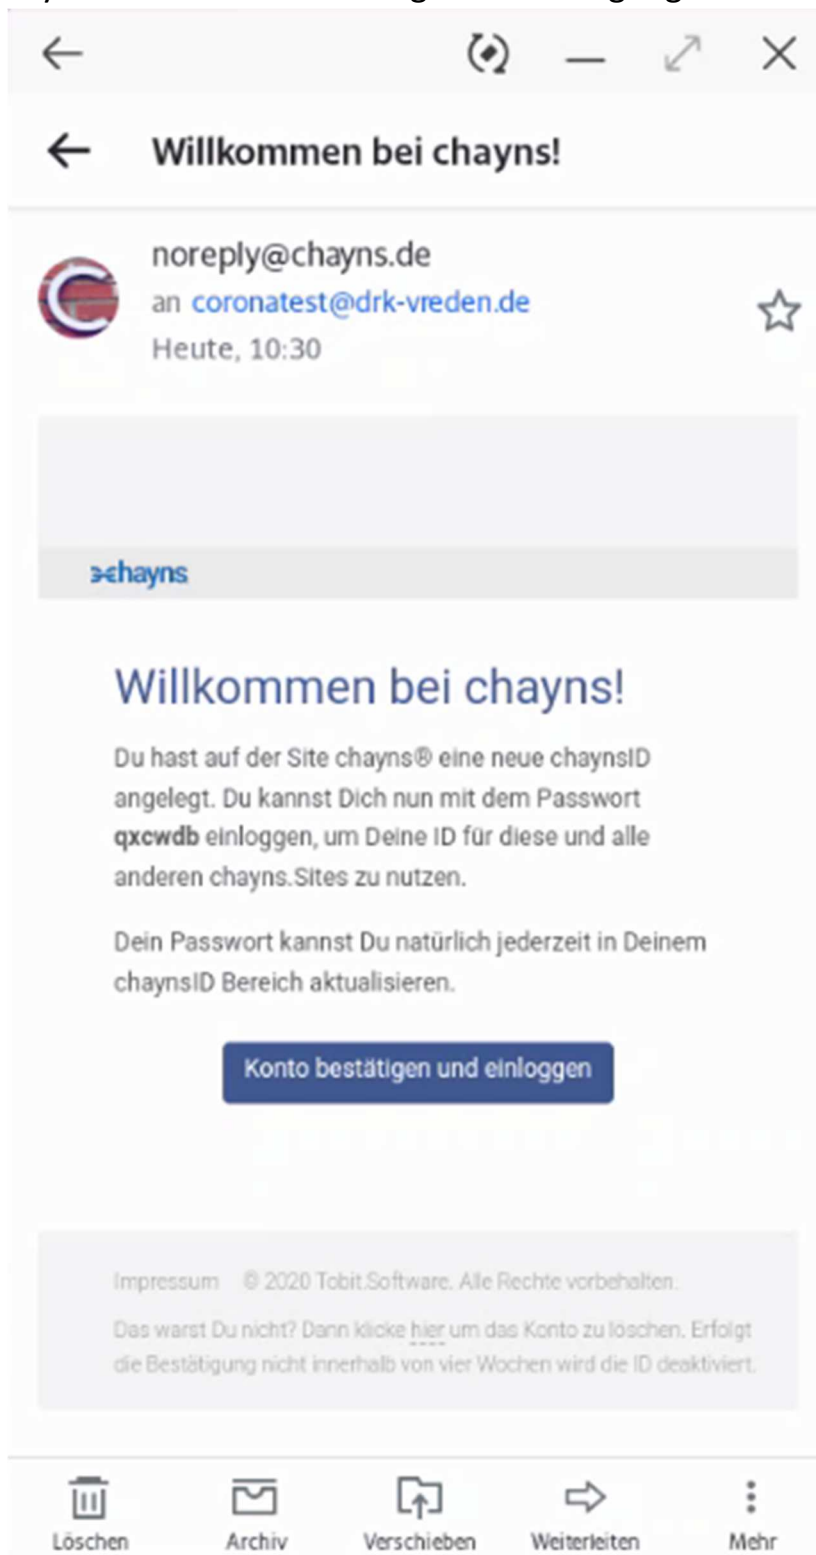 Willkommen bei chayns!
noreply@chayns.de
an coronatest@drk-vreden.de
Heute, 10:30
chayns
Willkommen bei chayns!
Du hast auf der Site chayns® eine neue chaynsID
angelegt. Du kannst Dich nun mit dem Passwort
qxcwdb einloggen, um Deine ID für diese und alle
anderen chayns.Sites zu nutzen.
Dein Passwort kannst Du natürlich jederzeit in Deinem
chaynsID Bereich aktualisieren.
Konto bestätigen und einloggen
Impressum © 2020 Tobit.Software. Alle Rechte vorbehalten.
Das warst Du nicht? Dann klicke hier um das Konto zu löschen. Erfolgt
die Bestätigung nicht innerhalb von vier Wochen wird die ID deaktiviert.
Löschen Archiv Verschieben Weiterleiten Mehr